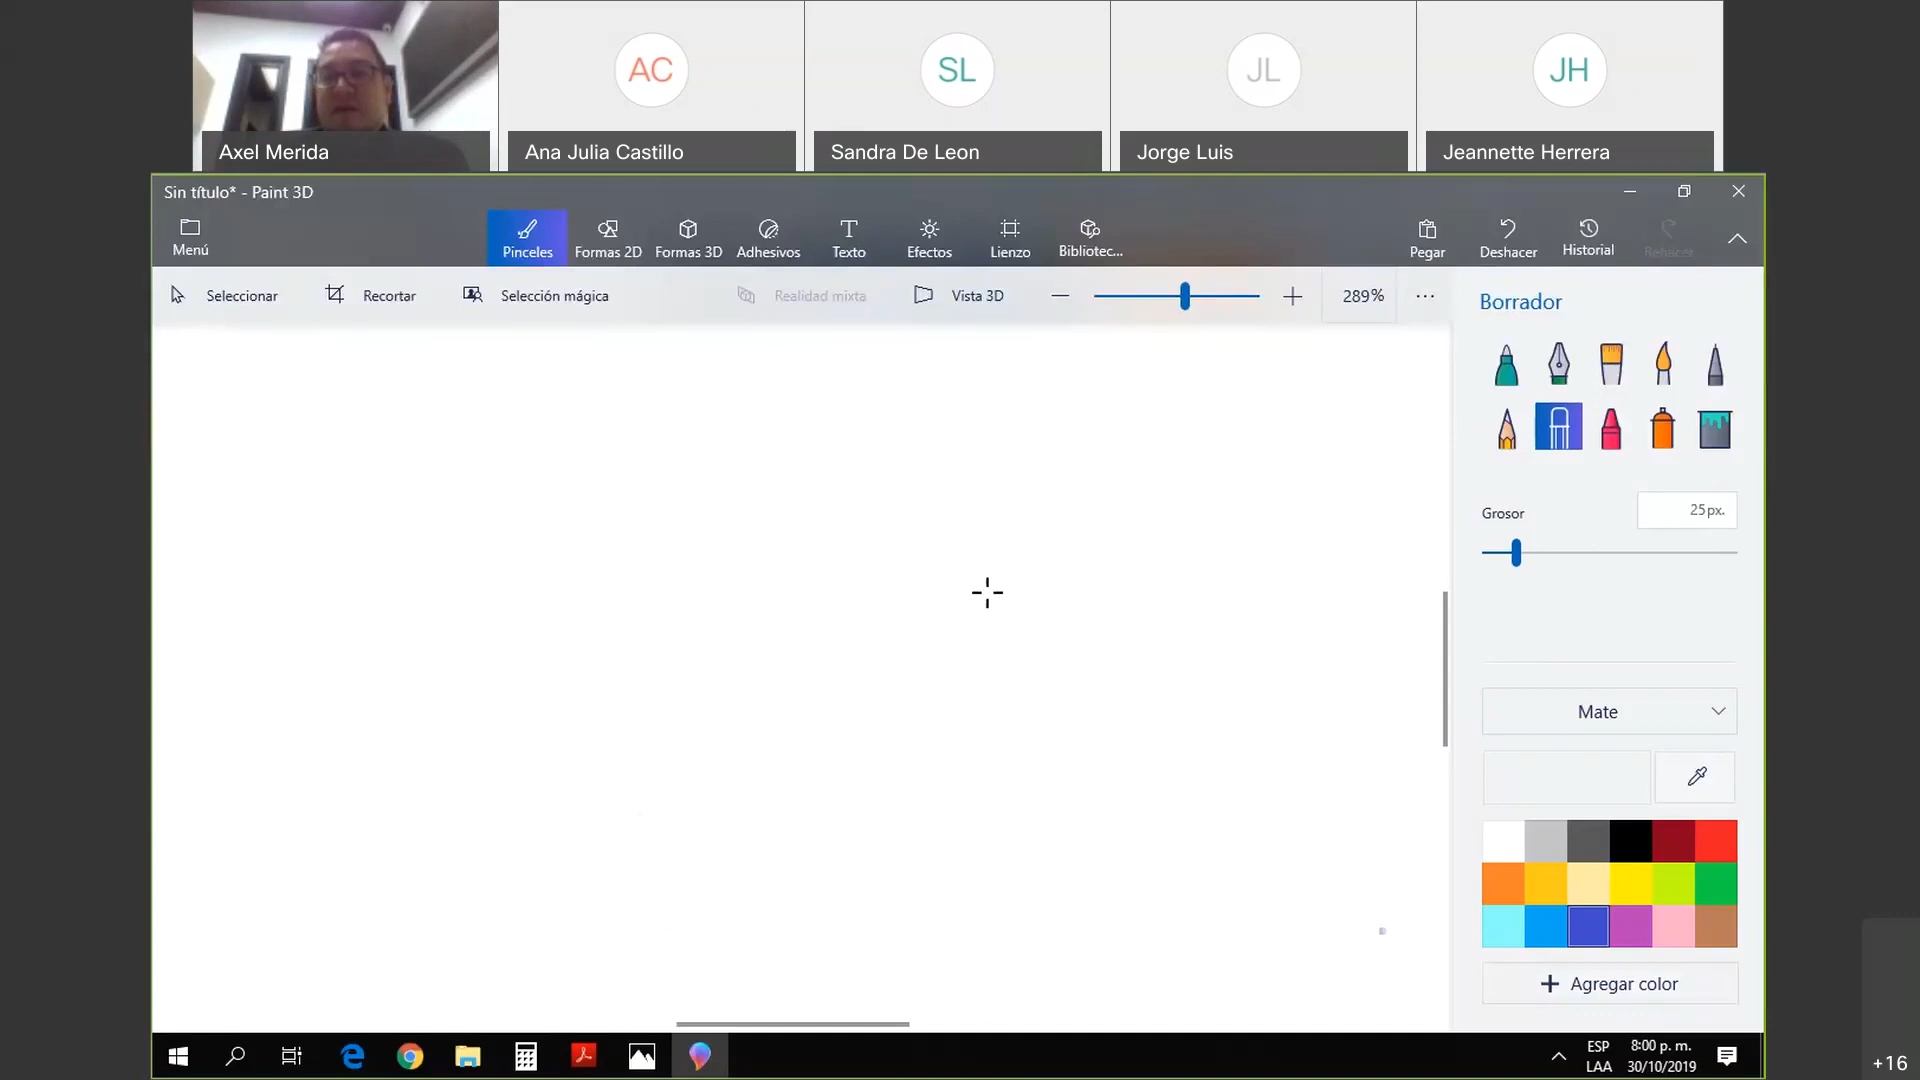 AC
SL
JL
JH
Axel Merida
Ana Julia Castillo
Sandra De Leon
Jorge Luis
Jeannette Herrera
Sin título* - Paint 3D
Menú
Pinceles
Formas 2D
Formas 3D
Adhesivos
Texto
Efectos
Lienzo
Bibliotec...
Pegar
Deshacer
Historial
Rehacer
Seleccionar
Recortar
Selección mágica
Realidad mixta
Vista 3D
289%
Borrador
Grosor
25px.
Mate
Agregar color
ESP
LAA
8:00 p. m.
30/10/2019
+16